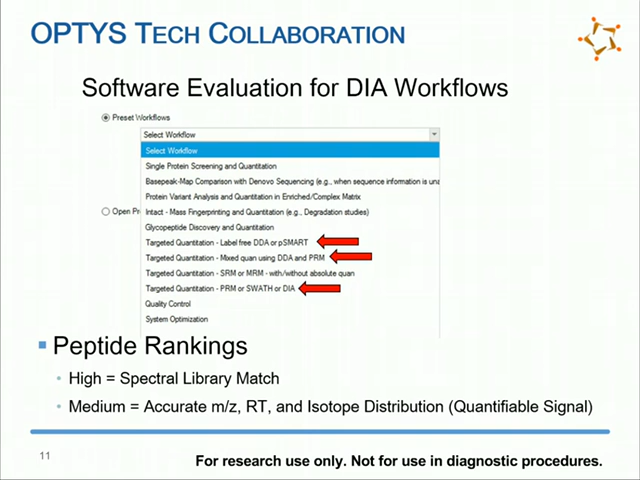 OPTYS TECH COLLABORATION
Software Evaluation for DIA Workflows
Preset Workflows
Select Workflow
Select Workflow
Single Protein Screening and Quantitation
Basepeak-Map Comparison with Denovo Sequencing (e.g., when sequence information is una
Protein Variant Analysis and Quantitation in Enriched/Complex Matrix
Open Pr
Intact - Mass Fingerprinting and Quantitation (e.g., Degradation studies)
Glycopeptide Discovery and Quantitation
Targeted Quantitation - Label free DDA or pSMART
Targeted Quantitation - Mixed quan using DDA and PRM
Targeted Quantitation - SRM or MRM - with/without absolute quan
Targeted Quantitation - PRM or SWATH or DIA
Quality Control
System Optimization
Peptide Rankings
High = Spectral Library Match
Medium = Accurate m/z, RT, and Isotope Distribution (Quantifiable Signal)
11
For research use only. Not for use in diagnostic procedures.